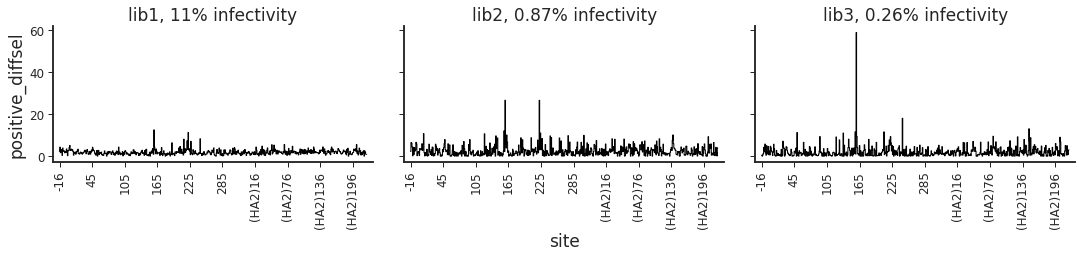 lib1, 11% infectivity
lib2, 0.87% infectivity
lib3, 0.26% infectivity
positive_diffsel
60
40
20
0
-16 45 105 165 225 285 (HA2)16 (HA2)76 (HA2)136 (HA2)196
-16 45 105 165 225 285 (HA2)16 (HA2)76 (HA2)136 (HA2)196
-16 45 105 165 225 285 (HA2)16 (HA2)76 (HA2)136 (HA2)196
site